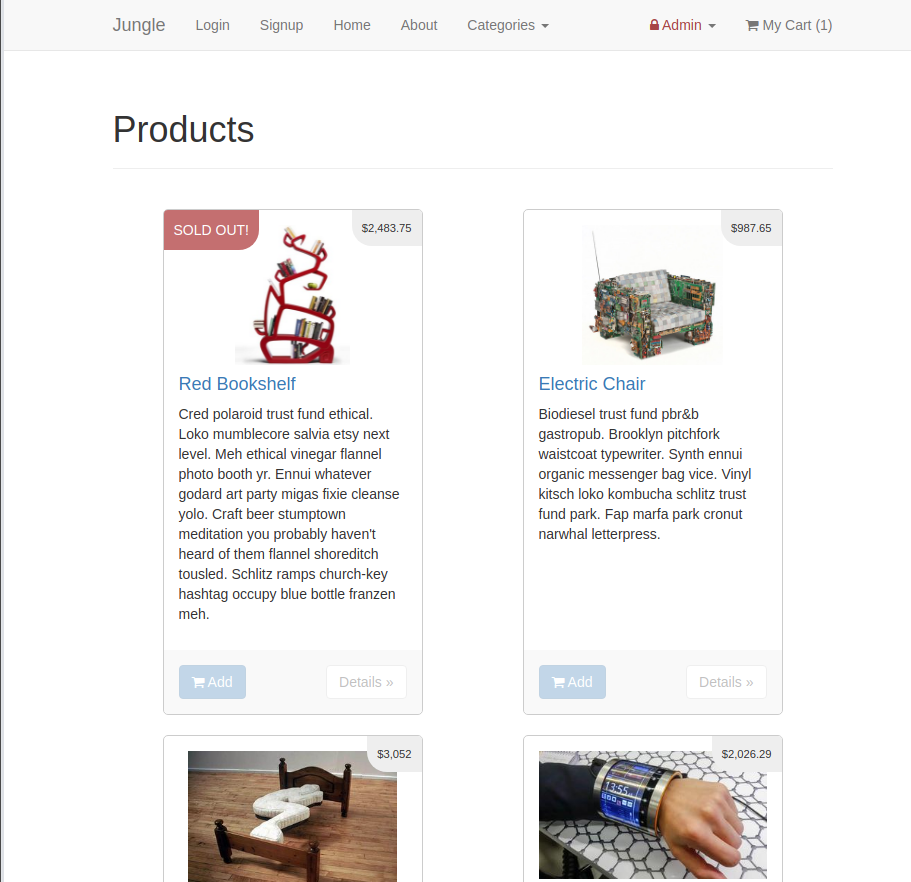 Jungle Login Signup Home About Categories Admin My Cart (1)
Products
SOLD OUT!
$2,483.75
Red Bookshelf
Cred polaroid trust fund ethical.
Loko mumblecore salvia etsy next
level. Meh ethical vinegar flannel
photo booth yr. Ennui whatever
godard art party migas fixie cleanse
yolo. Craft beer stumptown
meditation you probably haven't
heard of them flannel shoreditch
tousled. Schlitz ramps church-key
hashtag occupy blue bottle franzen
meh.
Add Details »
$987.65
Electric Chair
Biodiesel trust fund pbr&b
gastropub. Brooklyn pitchfork
waistcoat typewriter. Synth ennui
organic messenger bag vice. Vinyl
kitsch loko kombucha schlitz trust
fund park. Fap marfa park cronut
narwhal letterpress.
Add Details »
$3,052
$2,026.29
13:55